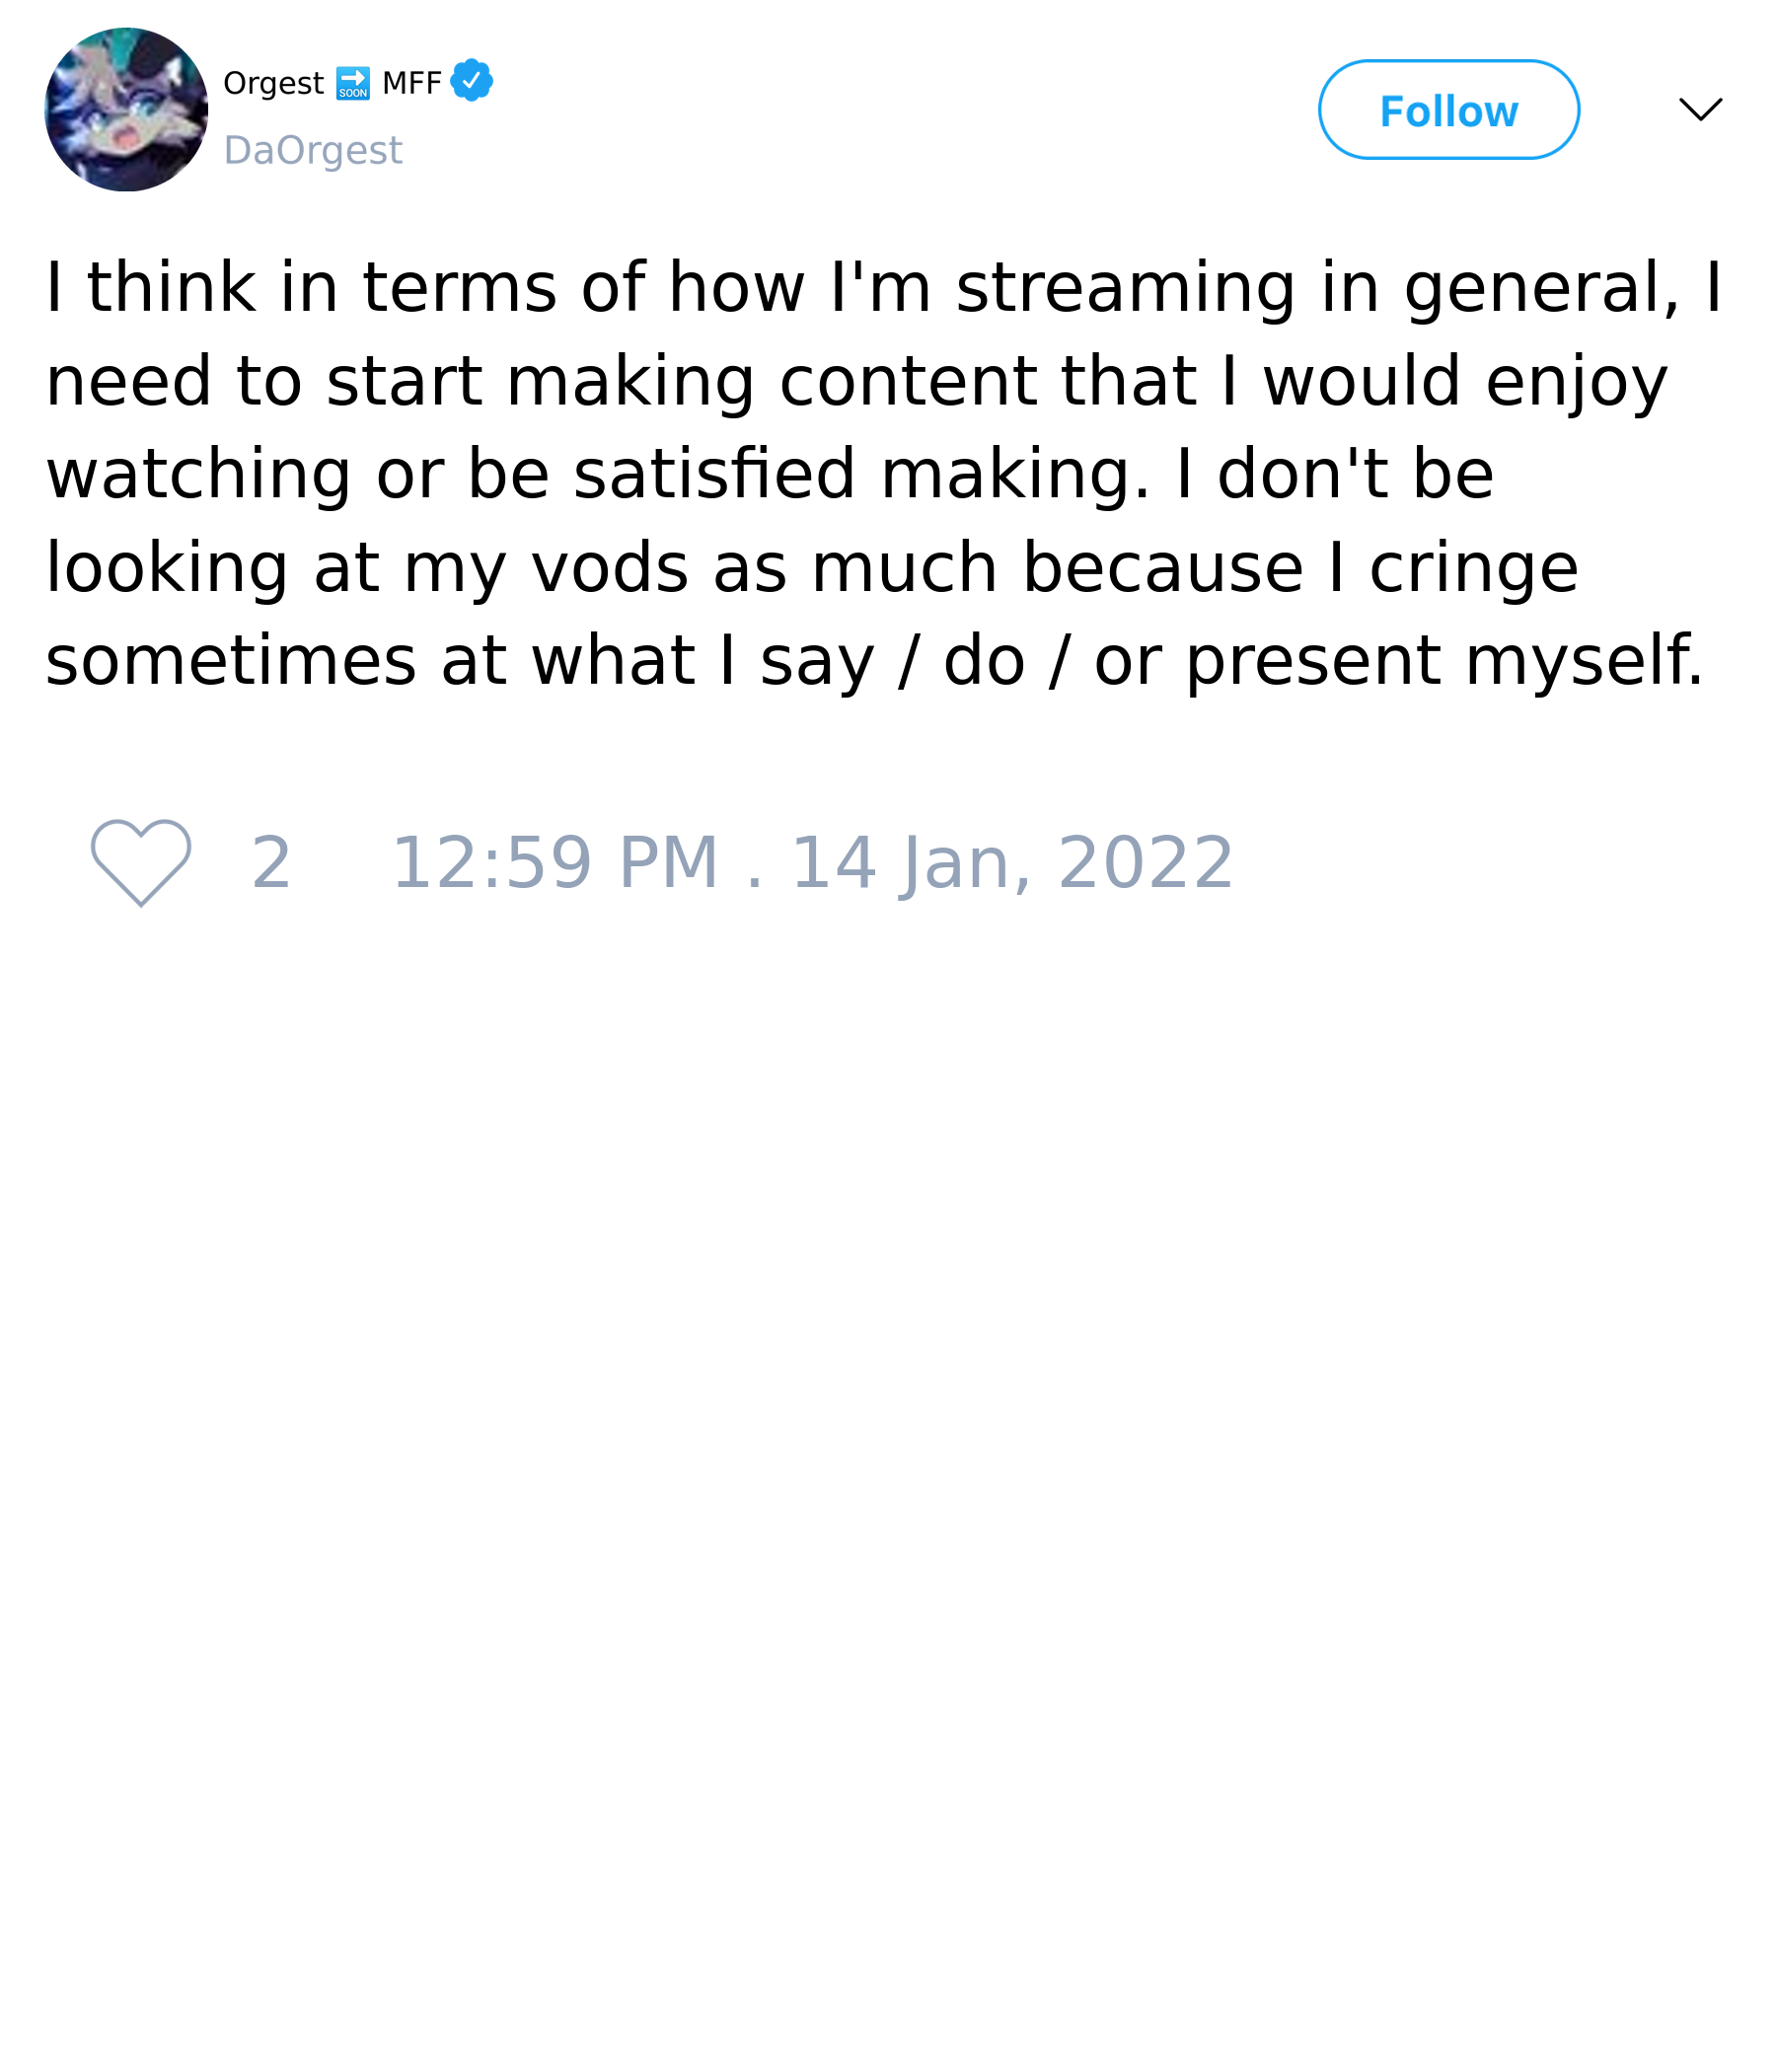 Orgest 🔜 MFF
DaOrgest
Follow
I think in terms of how I'm streaming in general, I
need to start making content that I would enjoy
watching or be satisfied making. I don't be
looking at my vods as much because I cringe
sometimes at what I say / do / or present myself.
2 12:59 PM . 14 Jan, 2022